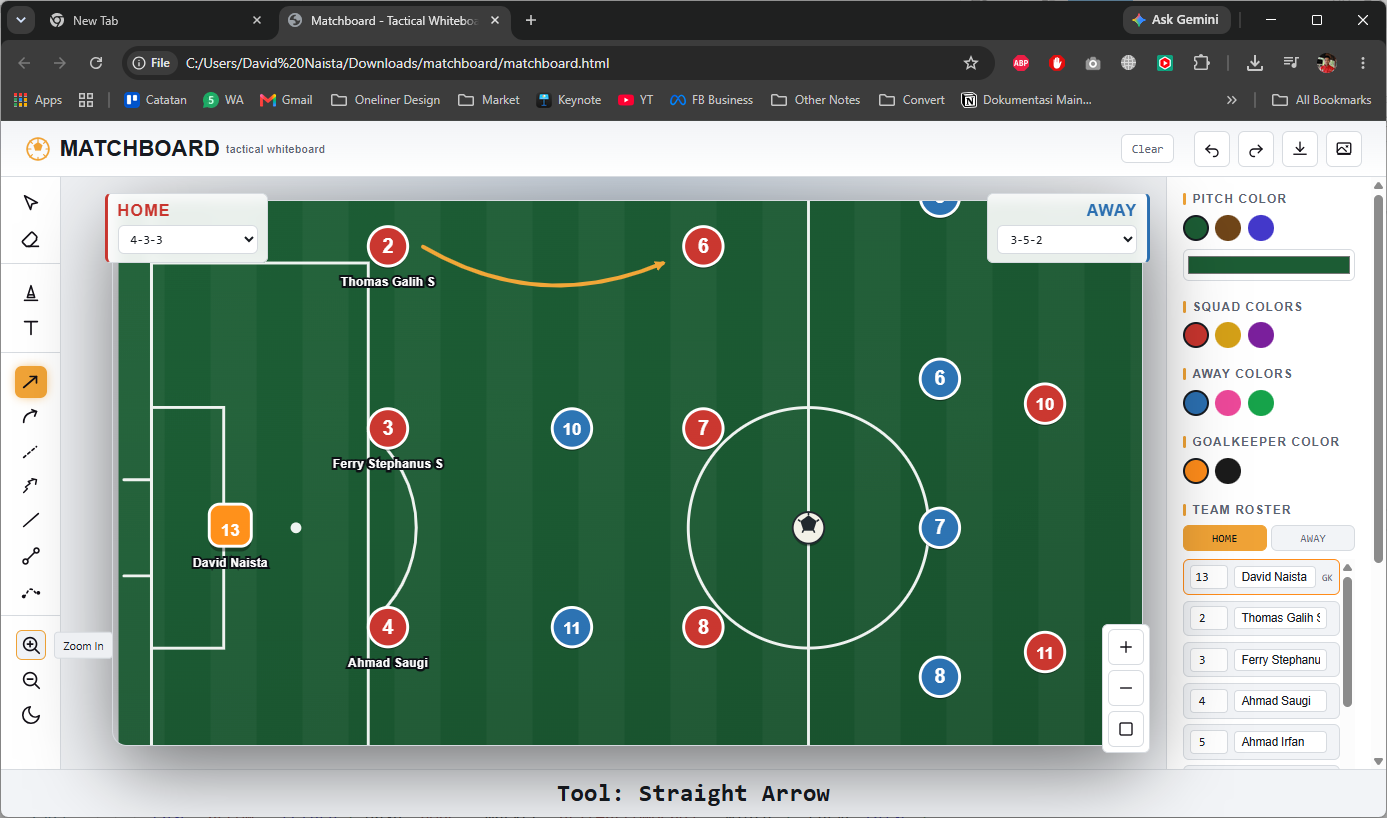 New Tab
Matchboard - Tactical Whitebo
Ask Gemini
File
C:/Users/David%20Naista/Downloads/matchboard/matchboard.html
ABP
Apps
Catatan
5
WA
Gmail
Oneliner Design
Market
Keynote
YT
FB Business
Other Notes
Convert
Dokumentasi Main...
All Bookmarks
MATCHBOARD
tactical whiteboard
Clear
HOME
4-3-3
AWAY
3-5-2
2
Thomas Galih S
6
6
10
3
Ferry Stephanus S
10
7
13
David Naista
7
4
Ahmad Saugi
11
8
8
11
T
Zoom In
PITCH COLOR
SQUAD COLORS
AWAY COLORS
GOALKEEPER COLOR
TEAM ROSTER
HOME
AWAY
13 David Naista GK
2 Thomas Galih S
3 Ferry Stephanu
4 Ahmad Saugi
5 Ahmad Irfan
Tool: Straight Arrow